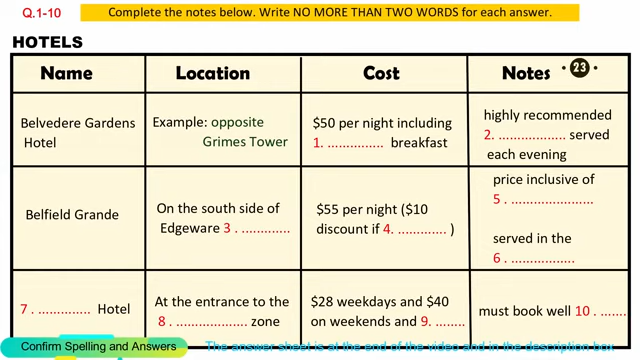 Q.1-10
Complete the notes below. Write NO MORE THAN TWO WORDS for each answer.
HOTELS
Name
Location
Cost
Notes
23
Belvedere Gardens
Hotel
Example: opposite
Grimes Tower
$50 per night including
1. ............... breakfast
highly recommended
2. .................. served
each evening
Belfield Grande
On the south side of
Edgeware 3 . .............
$55 per night ($10
discount if 4. ............. )
price inclusive of
5 . ......................
served in the
6 . .................
7 . .............. Hotel
At the entrance to the
8 . ................... zone
$28 weekdays and $40
on weekends and 9. ........
must book well 10 . .......
Confirm Spelling and Answers
The answer sheet is at the end of the video and in the description box